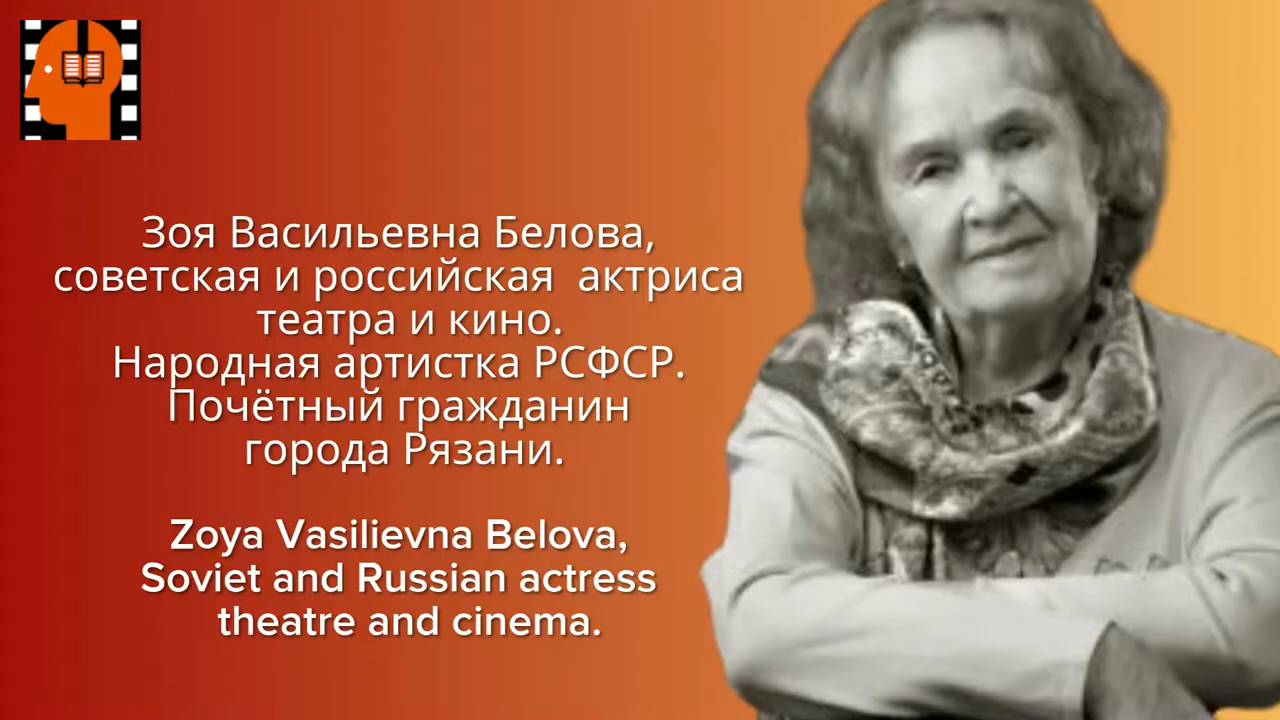 Зоя Васильевна Белова,
советская и российская актриса
театра и кино.
Народная артистка РСФСР.
Почётный гражданин
города Рязани.
Zoya Vasilievna Belova,
Soviet and Russian actress
theatre and cinema.